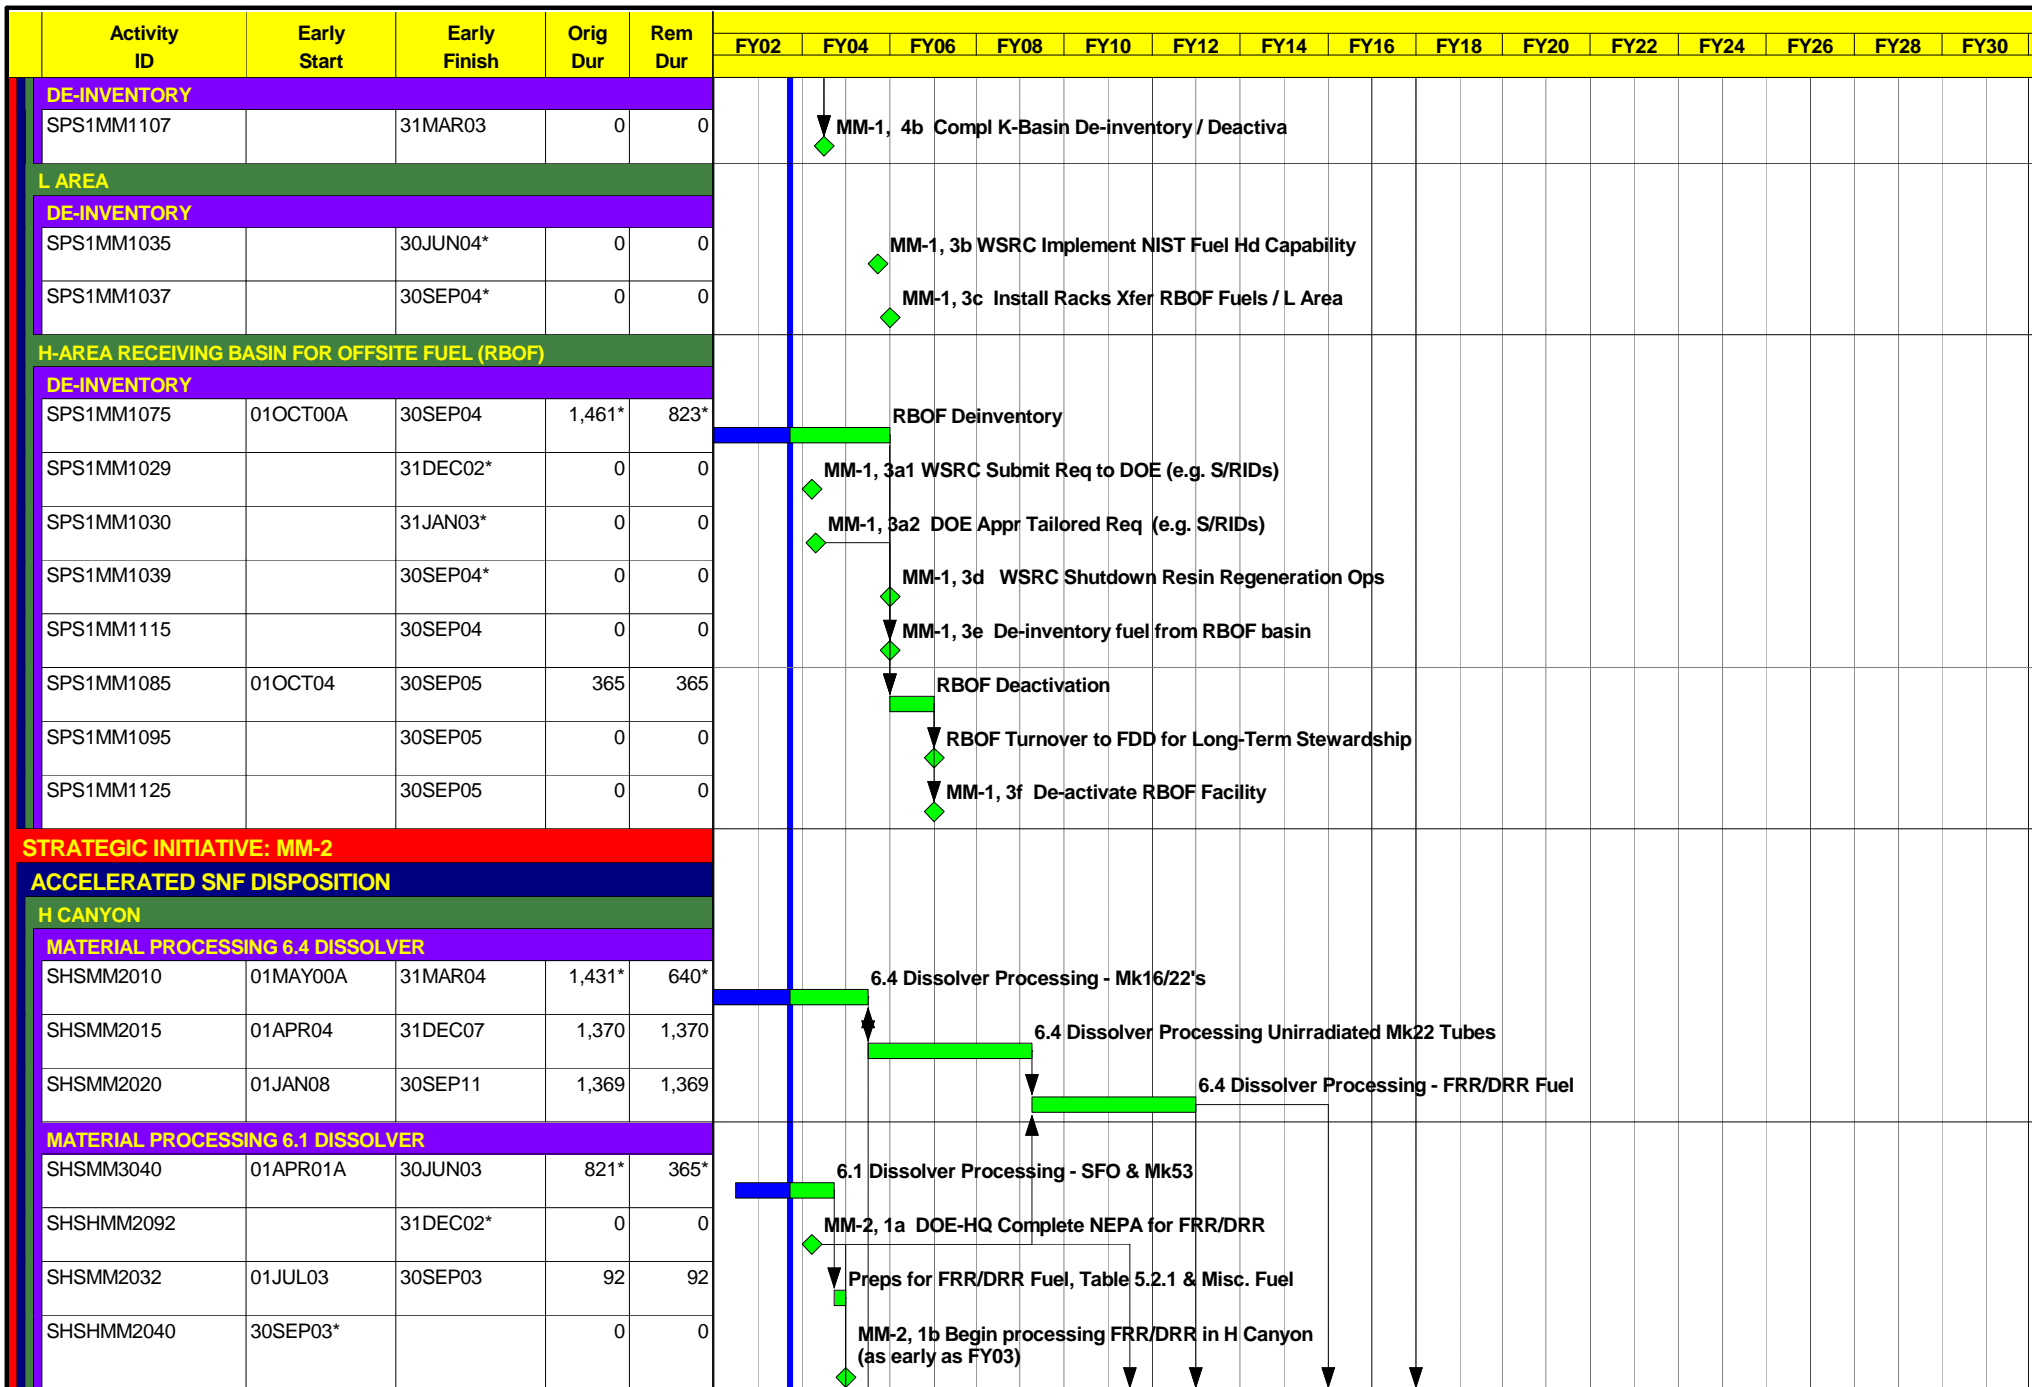 Activity ID Early Start Early Finish Orig Dur Rem Dur FY02 FY04 FY06 FY08 FY10 FY12 FY14 FY16 FY18 FY20 FY22 FY24 FY26 FY28 FY30
DE-INVENTORY
SPS1MM1107 31MAR03 0 0 MM-1, 4b Compl K-Basin De-inventory / Deactiva
L AREA
DE-INVENTORY
SPS1MM1035 30JUN04* 0 0 MM-1, 3b WSRC Implement NIST Fuel Hd Capability
SPS1MM1037 30SEP04* 0 0 MM-1, 3c Install Racks Xfer RBOF Fuels / L Area
H-AREA RECEIVING BASIN FOR OFFSITE FUEL (RBOF)
DE-INVENTORY
SPS1MM1075 01OCT00A 30SEP04 1,461* 823* RBOF Deinventory
SPS1MM1029 31DEC02* 0 0 MM-1, 3a1 WSRC Submit Req to DOE (e.g. S/RIDs)
SPS1MM1030 31JAN03* 0 0 MM-1, 3a2 DOE Appr Tailored Req (e.g. S/RIDs)
SPS1MM1039 30SEP04* 0 0 MM-1, 3d WSRC Shutdown Resin Regeneration Ops
SPS1MM1115 30SEP04 0 0 MM-1, 3e De-inventory fuel from RBOF basin
SPS1MM1085 01OCT04 30SEP05 365 365 RBOF Deactivation
SPS1MM1095 30SEP05 0 0 RBOF Turnover to FDD for Long-Term Stewardship
SPS1MM1125 30SEP05 0 0 MM-1, 3f De-activate RBOF Facility
STRATEGIC INITIATIVE: MM-2
ACCELERATED SNF DISPOSITION
H CANYON
MATERIAL PROCESSING 6.4 DISSOLVER
SHSMM2010 01MAY00A 31MAR04 1,431* 640* 6.4 Dissolver Processing - Mk16/22's
SHSMM2015 01APR04 31DEC07 1,370 1,370 6.4 Dissolver Processing Unirradiated Mk22 Tubes
SHSMM2020 01JAN08 30SEP11 1,369 1,369 6.4 Dissolver Processing - FRR/DRR Fuel
MATERIAL PROCESSING 6.1 DISSOLVER
SHSMM3040 01APR01A 30JUN03 821* 365* 6.1 Dissolver Processing - SFO & Mk53
SHSHMM2092 31DEC02* 0 0 MM-2, 1a DOE-HQ Complete NEPA for FRR/DRR
SHSMM2032 01JUL03 30SEP03 92 92 Preps for FRR/DRR Fuel, Table 5.2.1 & Misc. Fuel
SHSHMM2040 30SEP03* 0 0 MM-2, 1b Begin processing FRR/DRR in H Canyon
(as early as FY03)